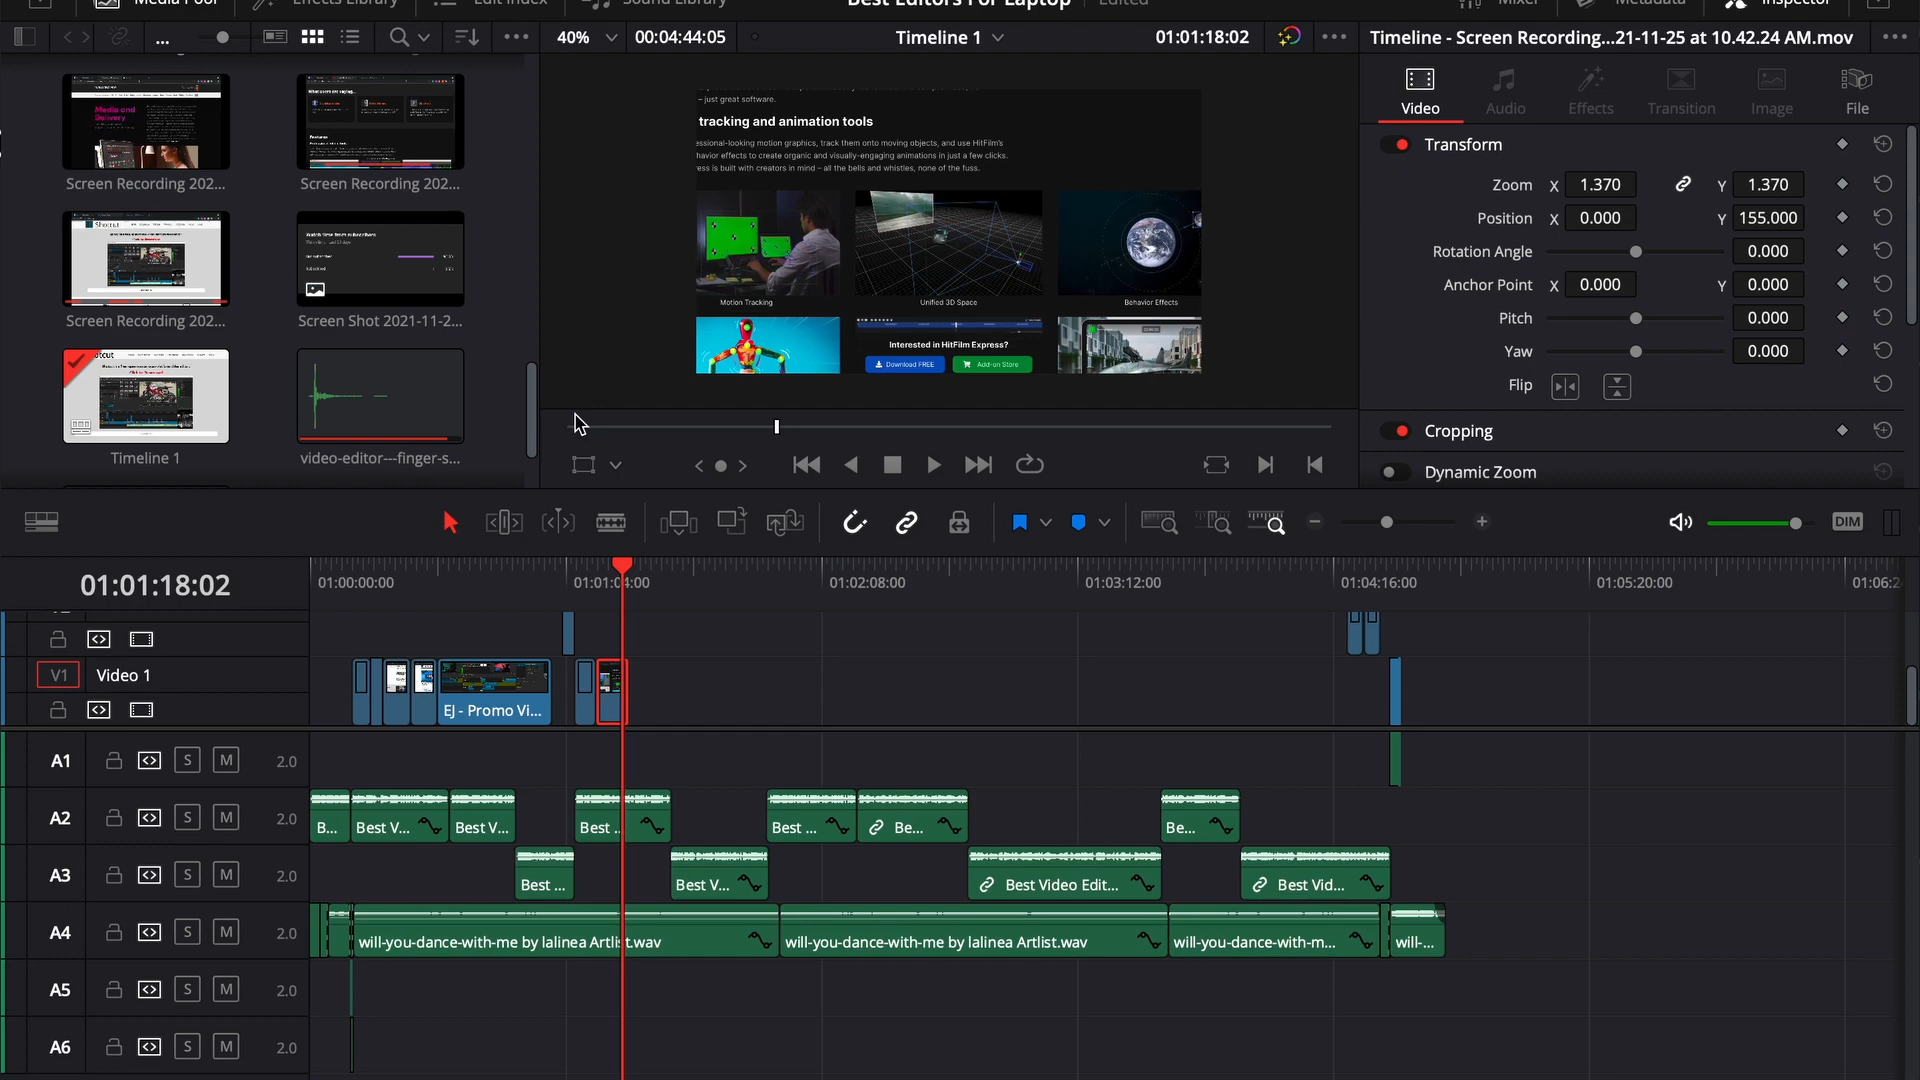 Best Editors For Laptop
Edited
40%
00:04:44:05
Timeline 1
01:01:18:02
Timeline - Screen Recording...21-11-25 at 10.42.24 AM.mov
Video
Audio
Effects
Transition
Image
File
Media and
Delivery
What users are saying...
Features
Screen Recording 202...
Screen Recording 202...
Shotcut
Screen Recording 202...
Screen Shot 2021-11-2...
otcut
Timeline 1
video-editor---finger-s...
– just great software.
tracking and animation tools
essional-looking motion graphics, track them onto moving objects, and use HitFilm's
havior effects to create organic and visually-engaging animations in just a few clicks.
ress is built with creators in mind – all the bells and whistles, none of the fuss.
Motion Tracking
Unified 3D Space
Behavior Effects
Interested in HitFilm Express?
Download FREE
Add-on Store
Transform
Zoom X 1.370 Y 1.370
Position X 0.000 Y 155.000
Rotation Angle 0.000
Anchor Point X 0.000 Y 0.000
Pitch 0.000
Yaw 0.000
Flip
Cropping
Dynamic Zoom
DIM
01:01:18:02
01:00:00:00
01:01:04:00
01:02:08:00
01:03:12:00
01:04:16:00
01:05:20:00
01:06:2
V1 Video 1
EJ - Promo Vi...
A1 S M 2.0
A2 S M 2.0
B...
Best V...
Best V...
Best ..
Best ...
Be...
Be...
A3 S M 2.0
Best ...
Best V...
Best Video Edit...
Best Vid...
A4 S M 2.0
will-you-dance-with-me by lalinea Artlist.wav
will-you-dance-with-me by lalinea Artlist.wav
will-you-dance-with-m...
will-...
A5 S M 2.0
A6 S M 2.0